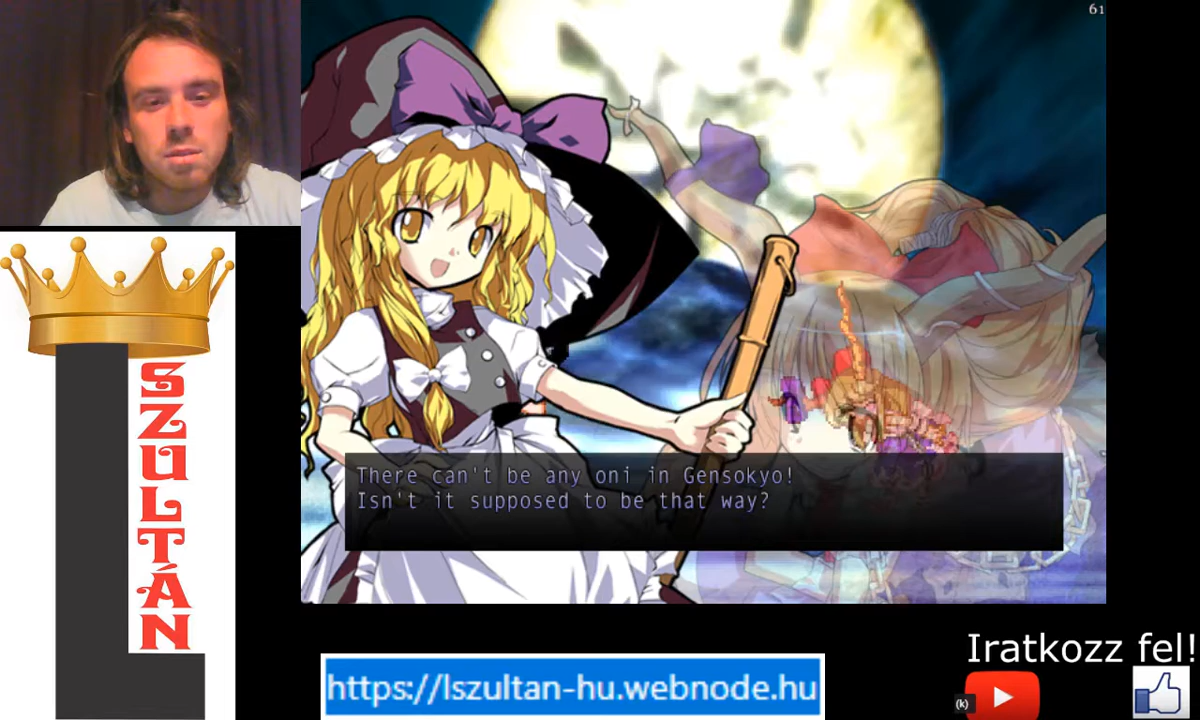 61
SZULTÁN
L
There can't be any oni in Gensokyo!
Isn't it supposed to be that way?
https://lszultan-hu.webnode.hu
Iratkozz fel!
(k)